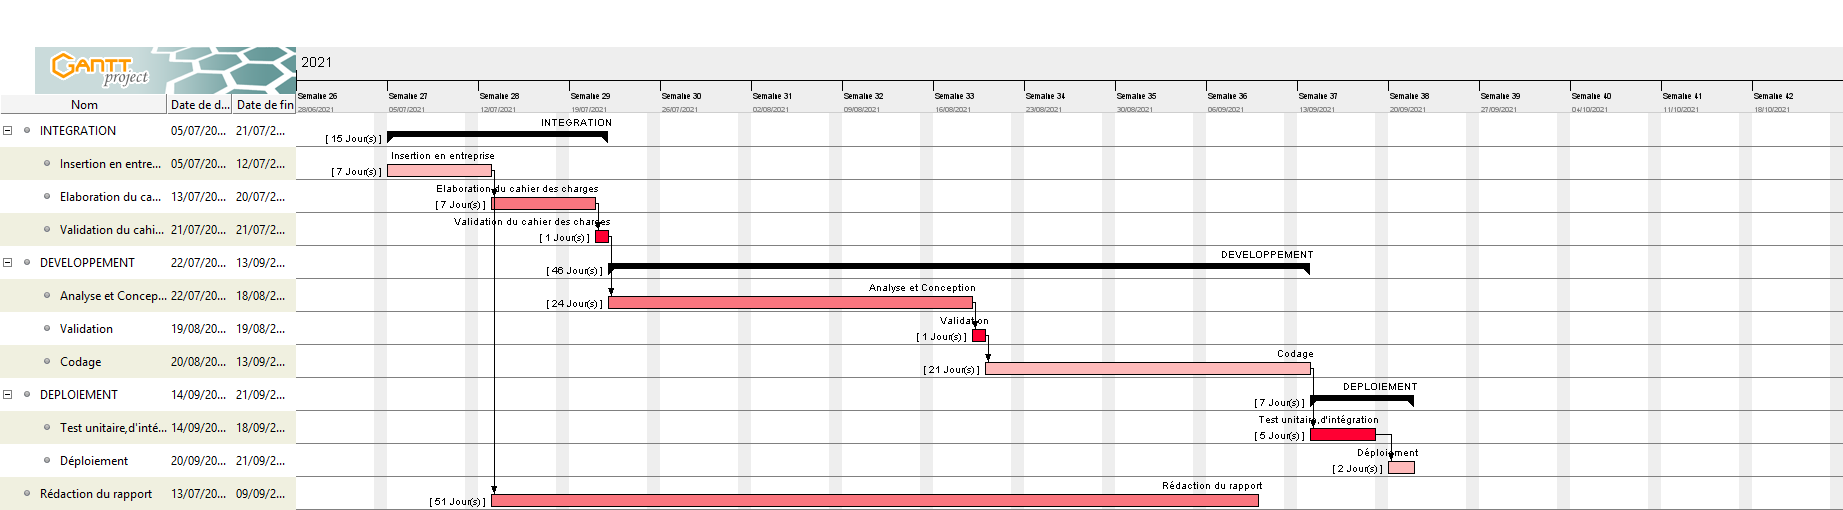 GANTT
project
2021
Nom Date de d... Date de fin
Semaine 26 Semaine 27 Semaine 28 Semaine 29 Semaine 30 Semaine 31 Semaine 32 Semaine 33 Semaine 34 Semaine 35 Semaine 36 Semaine 37 Semaine 38 Semaine 39 Semaine 40 Semaine 41 Semaine 42
28/06/2021 05/07/2021 12/07/2021 19/07/2021 26/07/2021 02/08/2021 09/08/2021 16/08/2021 23/08/2021 30/08/2021 06/09/2021 13/09/2021 20/09/2021 27/09/2021 04/10/2021 11/10/2021 18/10/2021
INTEGRATION
INTEGRATION 05/07/20... 21/07/2... [ 15 Jour(s) ]
Insertion en entreprise
Insertion en entre... 05/07/20... 12/07/2... [ 7 Jour(s) ]
Elaboration du cahier des charges
Elaboration du ca... 13/07/20... 20/07/2... [ 7 Jour(s) ]
Validation du cahier des charges
Validation du cahi... 21/07/20... 21/07/2... [ 1 Jour(s) ]
DEVELOPPEMENT
DEVELOPPEMENT 22/07/20... 13/09/2... [ 46 Jour(s) ]
Analyse et Conception
Analyse et Concep... 22/07/20... 18/08/2... [ 24 Jour(s) ]
Validation
Validation 19/08/20... 19/08/2... [ 1 Jour(s) ]
Codage
Codage 20/08/20... 13/09/2... [ 21 Jour(s) ]
DEPLOIEMENT
DEPLOIEMENT 14/09/20... 21/09/2... [ 7 Jour(s) ]
Test unitaire,d'intégration
Test unitaire,d'inté... 14/09/20... 18/09/2... [ 5 Jour(s) ]
Déploiement
Déploiement 20/09/20... 21/09/2... [ 2 Jour(s) ]
Rédaction du rapport
Rédaction du rapport 13/07/20... 09/09/2... [ 51 Jour(s) ]